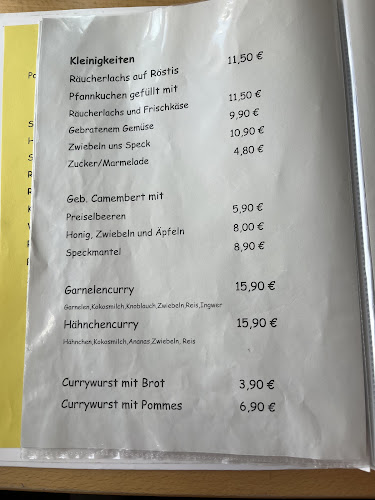 Kleinigkeiten
Räucherlachs auf Röstis 11,50 €
Pfannkuchen gefüllt mit
Räucherlachs und Frischkäse 11,50 €
Gebratenem Gemüse 9,90 €
Zwiebeln uns Speck 10,90 €
Zucker/Marmelade 4,80 €
Geb. Camembert mit
Preiselbeeren 5,90 €
Honig, Zwiebeln und Äpfeln 8,00 €
Speckmantel 8,90 €
Garnelencurry 15,90 €
Garnelen,Kokosmilch,Knoblauch,Zwiebeln,Reis,Ingwer
Hähnchencurry 15,90 €
Hähnchen,Kokosmilch,Ananas,Zwiebeln, Reis
Currywurst mit Brot 3,90 €
Currywurst mit Pommes 6,90 €